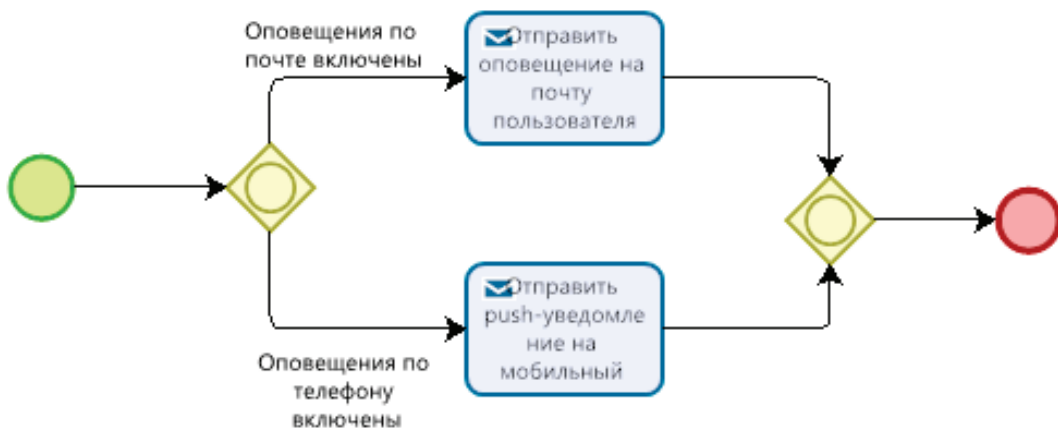 Оповещения по
почте включены
Отправить
оповещение на
почту
пользователя
Отправить
push-уведомле
ние на
мобильный
Оповещения по
телефону
включены